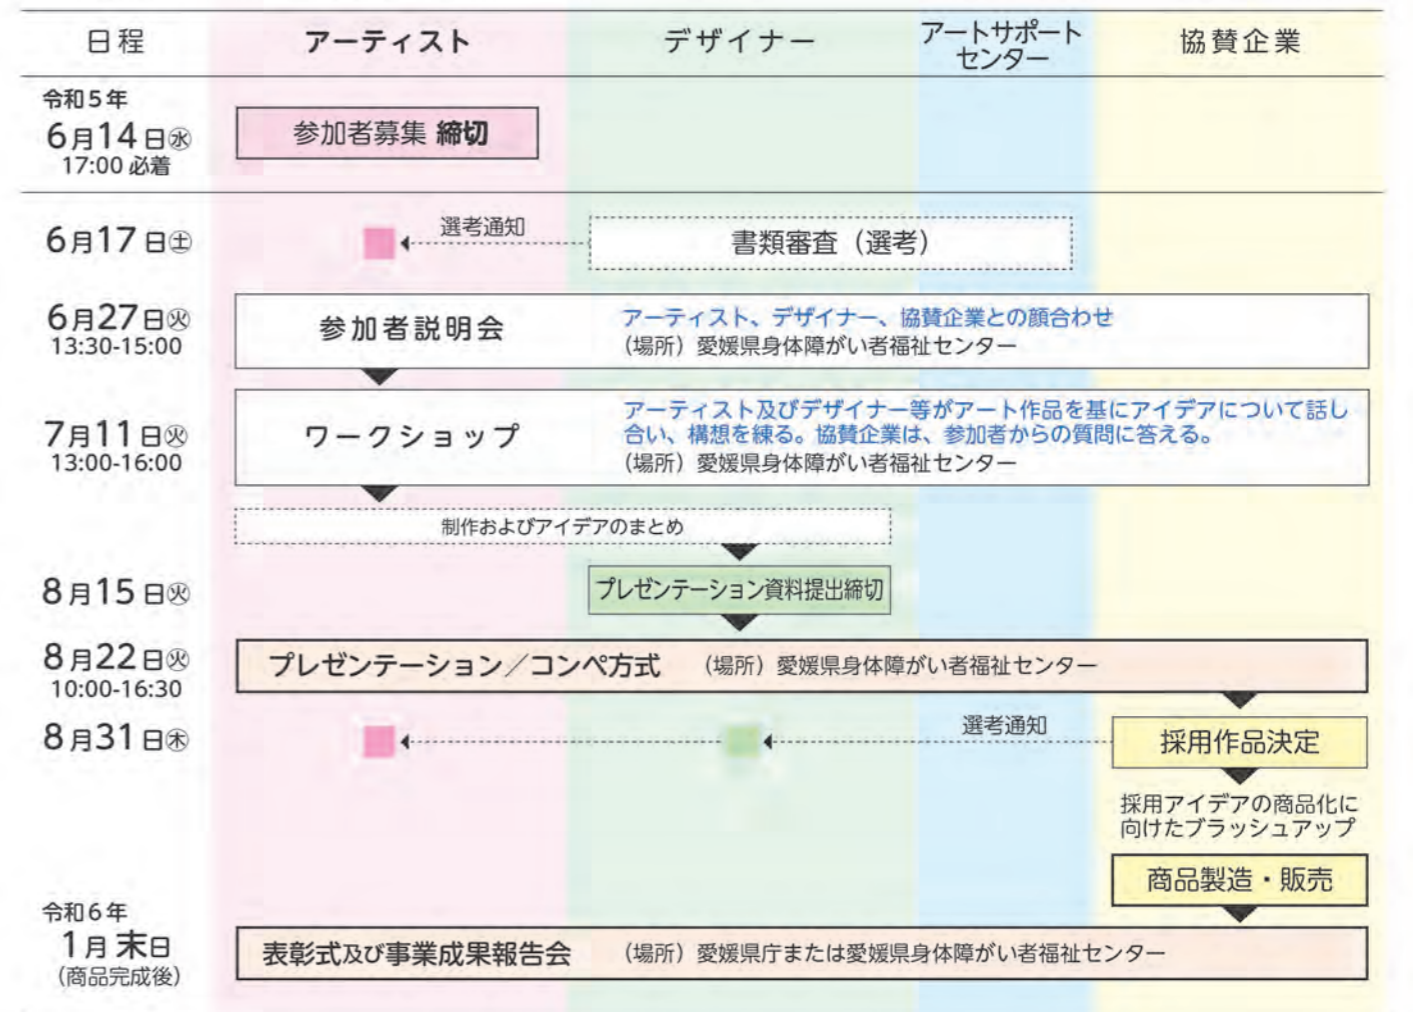 日程
アーティスト
デザイナー
アートサポート
センター
協賛企業
令和5年
6月14日㊌
17:00 必着
参加者募集 締切
6月17日㊏
選考通知
書類審査（選考）
6月27日㊋
13:30-15:00
参加者説明会
アーティスト、デザイナー、協賛企業との顔合わせ
（場所）愛媛県身体障がい者福祉センター
7月11日㊋
13:00-16:00
ワークショップ
アーティスト及びデザイナー等がアート作品を基にアイデアについて話し
合い、構想を練る。協賛企業は、参加者からの質問に答える。
（場所）愛媛県身体障がい者福祉センター
制作およびアイデアのまとめ
8月15日㊋
プレゼンテーション資料提出締切
8月22日㊋
10:00-16:30
プレゼンテーション／コンペ方式 （場所）愛媛県身体障がい者福祉センター
8月31日㊍
選考通知
採用作品決定
採用アイデアの商品化に
向けたブラッシュアップ
商品製造・販売
令和6年
1月末日
（商品完成後）
表彰式及び事業成果報告会 （場所）愛媛県庁または愛媛県身体障がい者福祉センター